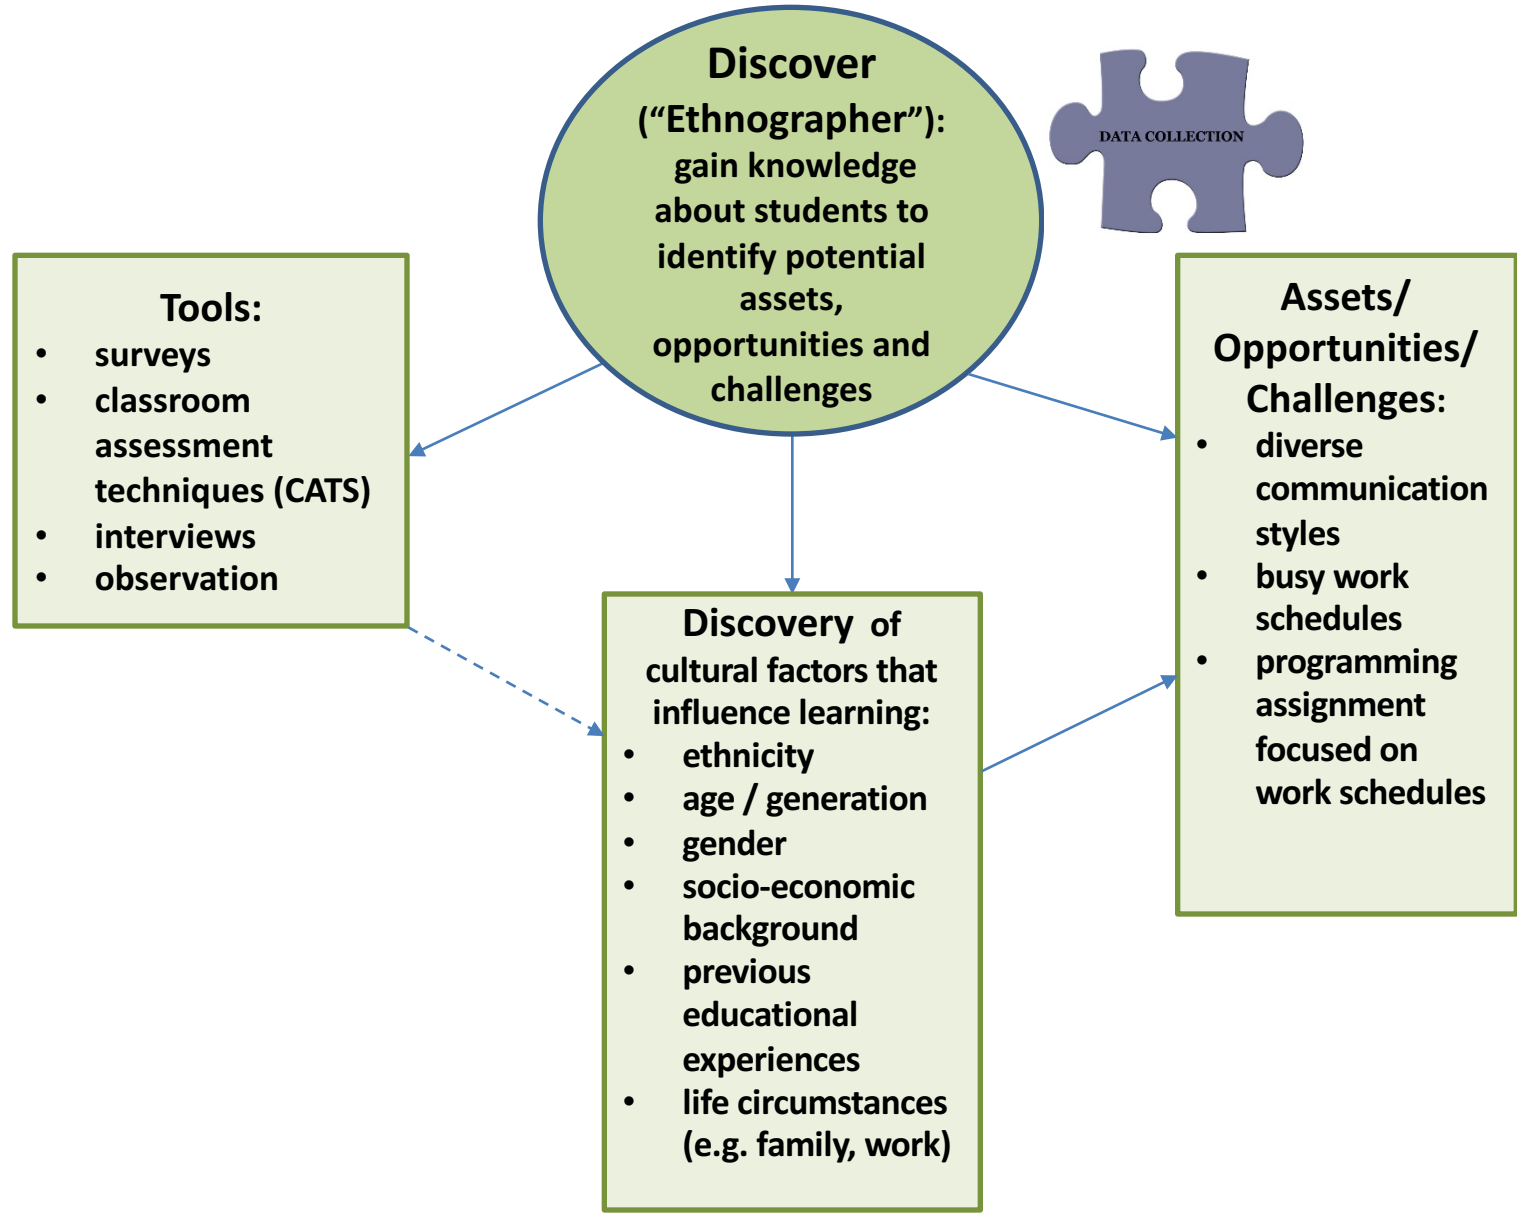 Discover
(“Ethnographer”):
gain knowledge
about students to
identify potential
assets,
opportunities and
challenges
DATA COLLECTION
Tools:
• surveys
• classroom
assessment
techniques (CATS)
• interviews
• observation
Discovery of
cultural factors that
influence learning:
• ethnicity
• age / generation
• gender
• socio-economic
background
• previous
educational
experiences
• life circumstances
(e.g. family, work)
Assets/
Opportunities/
Challenges:
• diverse
communication
styles
• busy work
schedules
• programming
assignment
focused on
work schedules